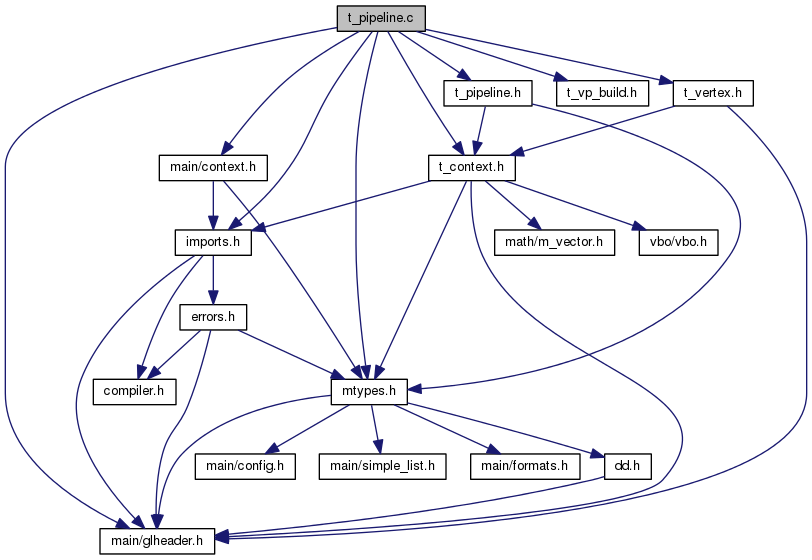 t_pipeline.c
t_pipeline.h
t_vp_build.h
t_vertex.h
main/context.h
t_context.h
imports.h
math/m_vector.h
vbo/vbo.h
errors.h
compiler.h
mtypes.h
main/config.h
main/simple_list.h
main/formats.h
dd.h
main/glheader.h